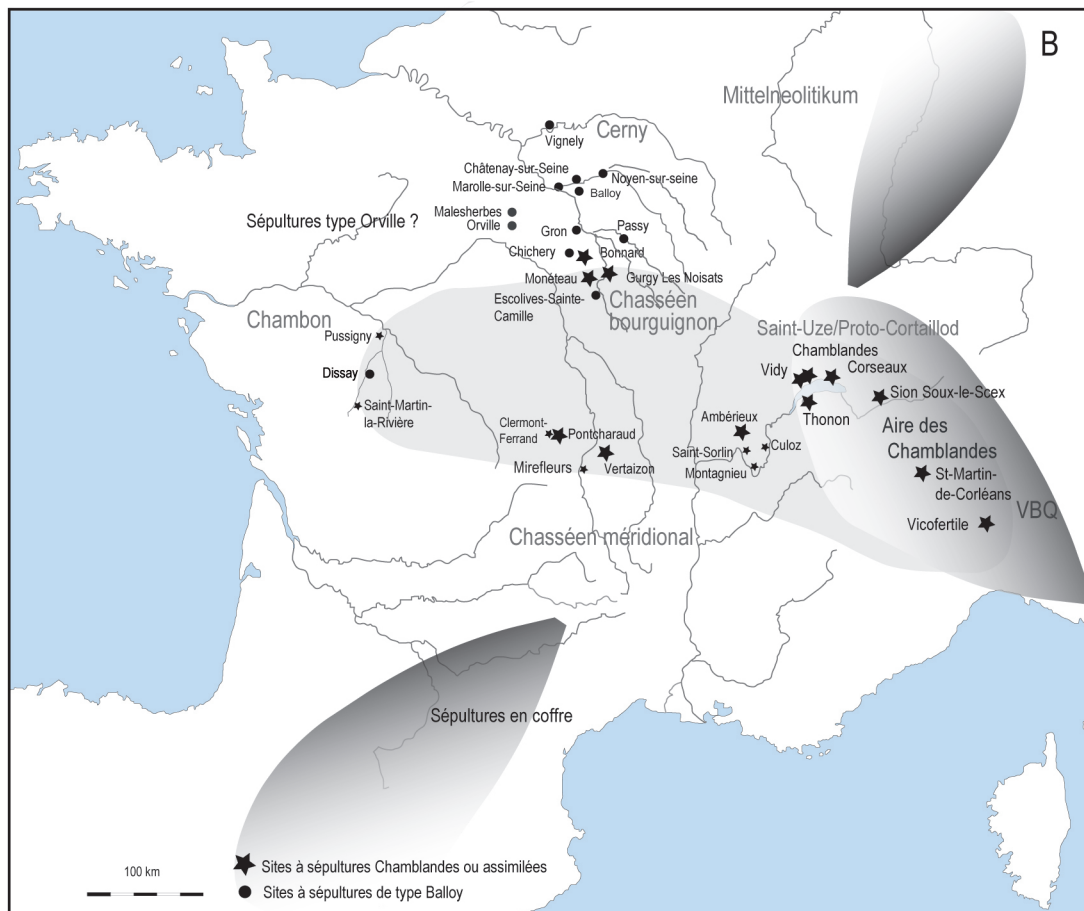 B
Mittelneolitikum
Cerny
Vignely
Châtenay-sur-Seine
Noyen-sur-seine
Marolle-sur-Seine
Balloy
Malesherbes
Sépultures type Orville ?
Orville
Gron
Passy
Chichery
Bonnard
Monéteau
Gurgy Les Noisats
Escolives-Sainte-
Camille
Chasséen
bourguignon
Chambon
Pussigny
Saint-Uze/Proto-Cortaillod
Chamblandes
Vidy
Corseaux
Dissay
Sion Soux-le-Scex
Saint-Martin-
la-Rivière
Thonon
Ambérieux
Aire des
Chamblandes
Clermont-
Ferrand
Pontcharaud
Culoz
Saint-Sorlin
Mirefleurs
Vertaizon
Montagnieu
St-Martin-
de-Corléans
VBQ
Vicofertile
Chasséen méridional
Sépultures en coffre
100 km
Sites à sépultures Chamblandes ou assimilées
Sites à sépultures de type Balloy